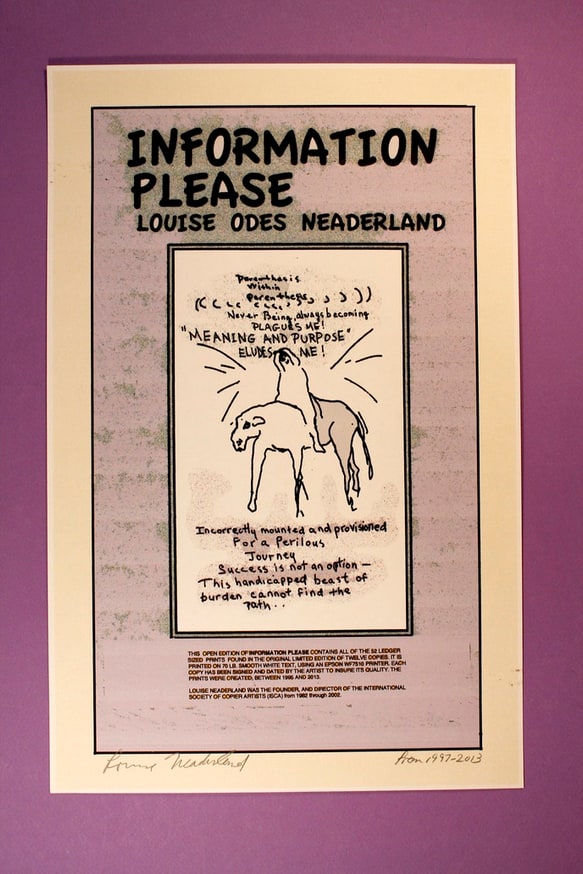 INFORMATION
PLEASE
LOUISE ODES NEADERLAND
Parenthesis
Within
parenthesis
Never Being, always becoming
PLAGUES ME!
"MEANING AND PURPOSE"
ELUDES ME!
Incorrectly mounted and provisioned
For a Perilous
Journey
Success is not an option —
This handicapped beast of
burden cannot find the
Path..
THIS OPEN EDITION OF INFORMATION PLEASE CONTAINS ALL OF THE 52 LEDGER
SIZED PRINTS FOUND IN THE ORIGINAL LIMITED EDITION OF TWELVE COPIES. IT IS
PRINTED ON 70 LB. SMOOTH WHITE TEXT, USING AN EPSON WF7510 PRINTER. EACH
COPY HAS BEEN SIGNED AND DATED BY THE ARTIST TO INSURE ITS QUALITY. THE
PRINTS WERE CREATED, BETWEEN 1995 AND 2013.
LOUISE NEADERLAND WAS THE FOUNDER, AND DIRECTOR OF THE INTERNATIONAL
SOCIETY OF COPIER ARTISTS (ISCA) from 1982 through 2002.
Louise Neaderland
From 1997-2013